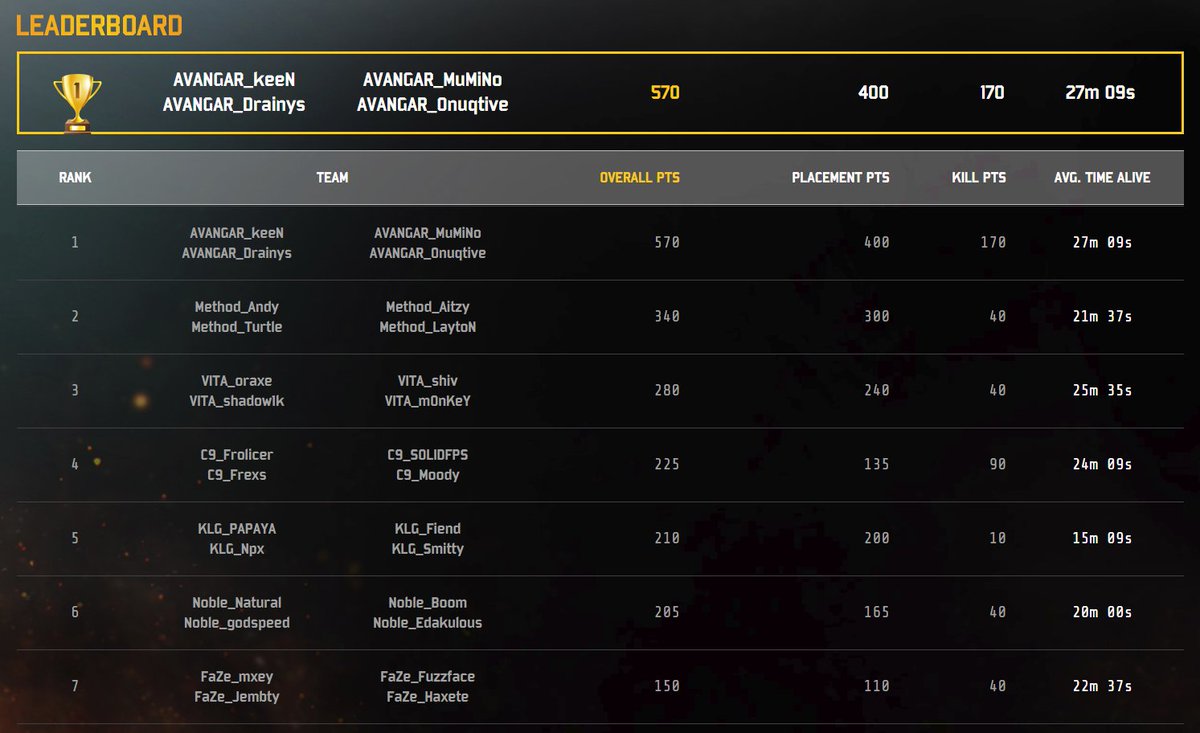 LEADERBOARD
1 AVANGAR_keeN AVANGAR_MuMiNo 570 400 170 27m 09s
AVANGAR_Drainys AVANGAR_Onuqtive
RANK TEAM OVERALL PTS PLACEMENT PTS KILL PTS AVG. TIME ALIVE
1 AVANGAR_keeN AVANGAR_MuMiNo 570 400 170 27m 09s
AVANGAR_Drainys AVANGAR_Onuqtive
2 Method_Andy Method_Aitzy 340 300 40 21m 37s
Method_Turtle Method_LaytoN
3 VITA_oraxe VITA_shiv 280 240 40 25m 35s
VITA_shadow1k VITA_m0nKeY
4 C9_Frolicer C9_SOLIDFPS 225 135 90 24m 09s
C9_Frexs C9_Moody
5 KLG_PAPAYA KLG_Fiend 210 200 10 15m 09s
KLG_Npx KLG_Smitty
6 Noble_Natural Noble_Boom 205 165 40 20m 00s
Noble_godspeed Noble_Edakulous
7 FaZe_mxey FaZe_Fuzzface 150 110 40 22m 37s
FaZe_Jembty FaZe_Haxete